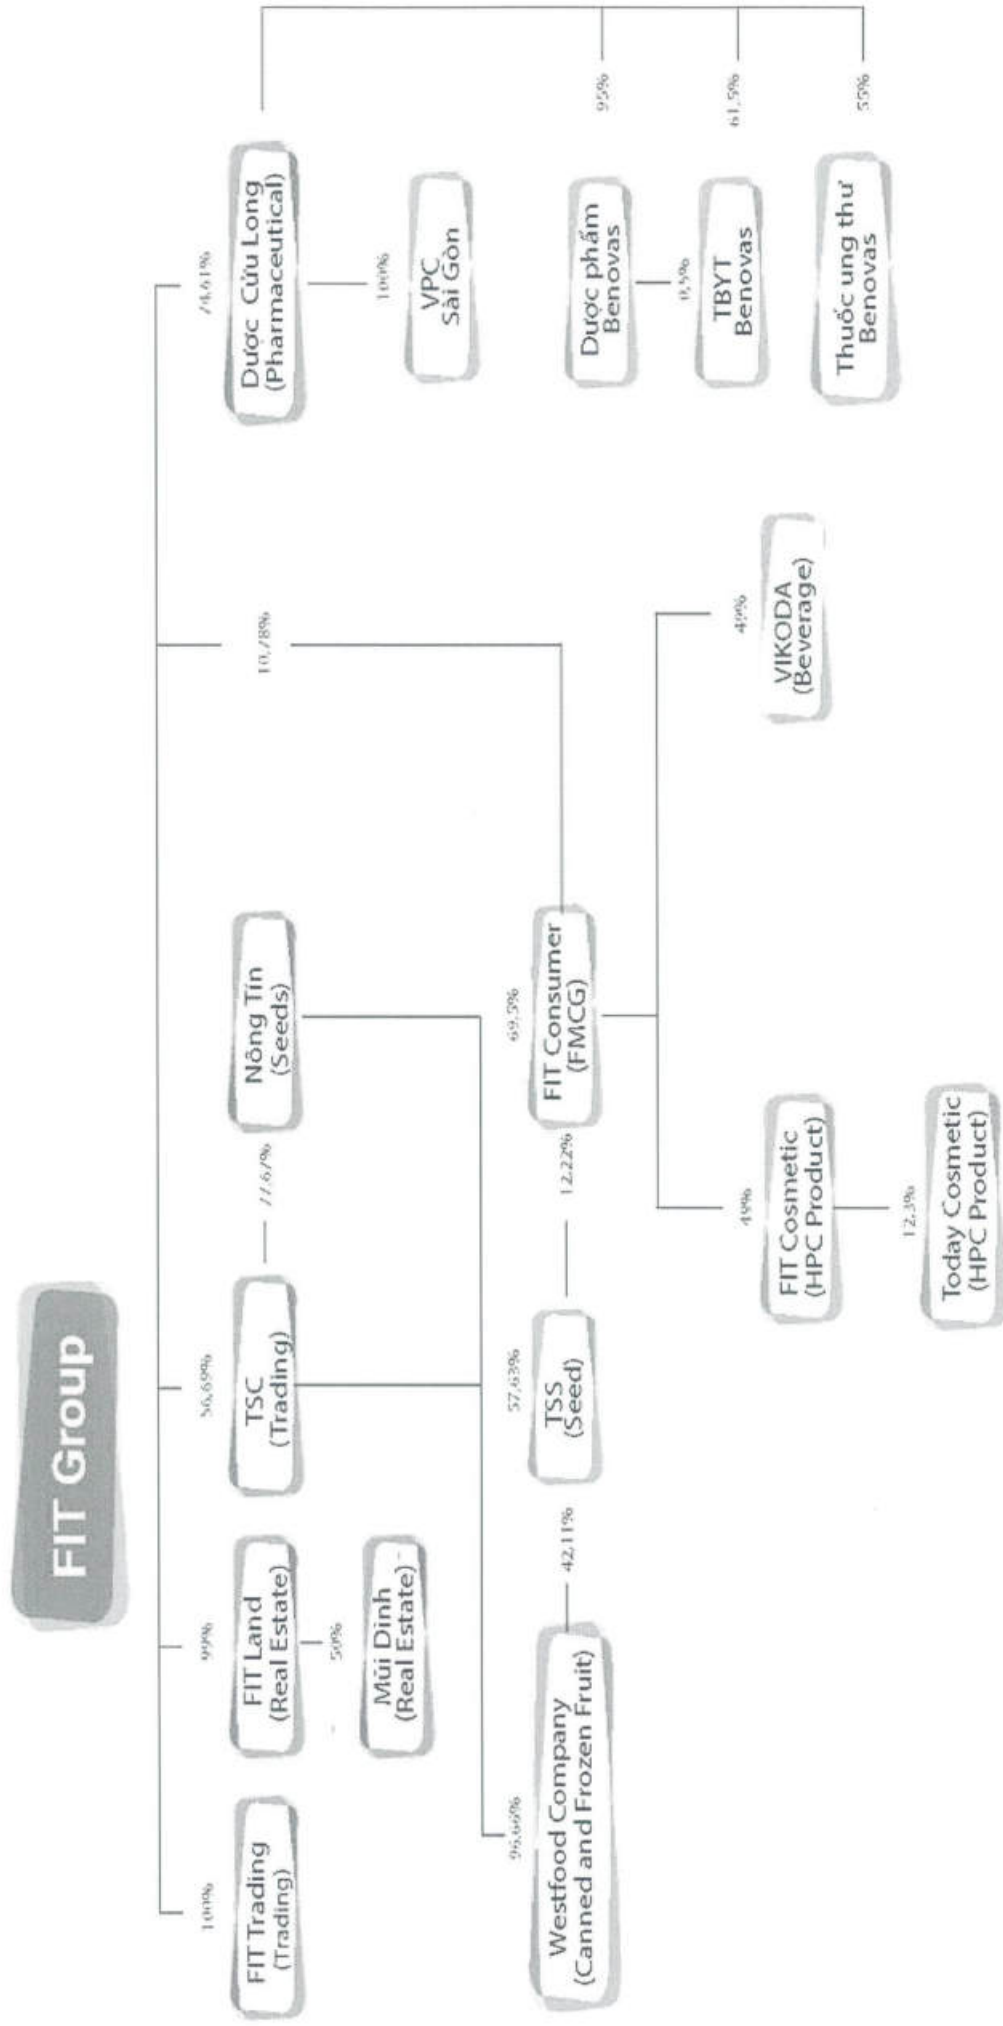 FIT Group
100%
99%
56,69%
10,78%
74,61%
FIT Trading
(Trading)
FIT Land
(Real Estate)
TSC
(Trading)
77,67%
Nông Tín
(Seeds)
Dược Cửu Long
(Pharmaceutical)
50%
Mũi Dinh
(Real Estate)
100%
VPC
Sài Gòn
96,66%
57,63%
69,5%
Westfood Company
(Canned and Frozen Fruit)
42,11%
TSS
(Seed)
12,22%
FIT Consumer
(FMCG)
Dược phẩm
Benovas
95%
0,5%
TBYT
Benovas
61,5%
49%
49%
FIT Cosmetic
(HPC Product)
VIKODA
(Beverage)
Thuốc ung thư
Benovas
55%
12,3%
Today Cosmetic
(HPC Product)